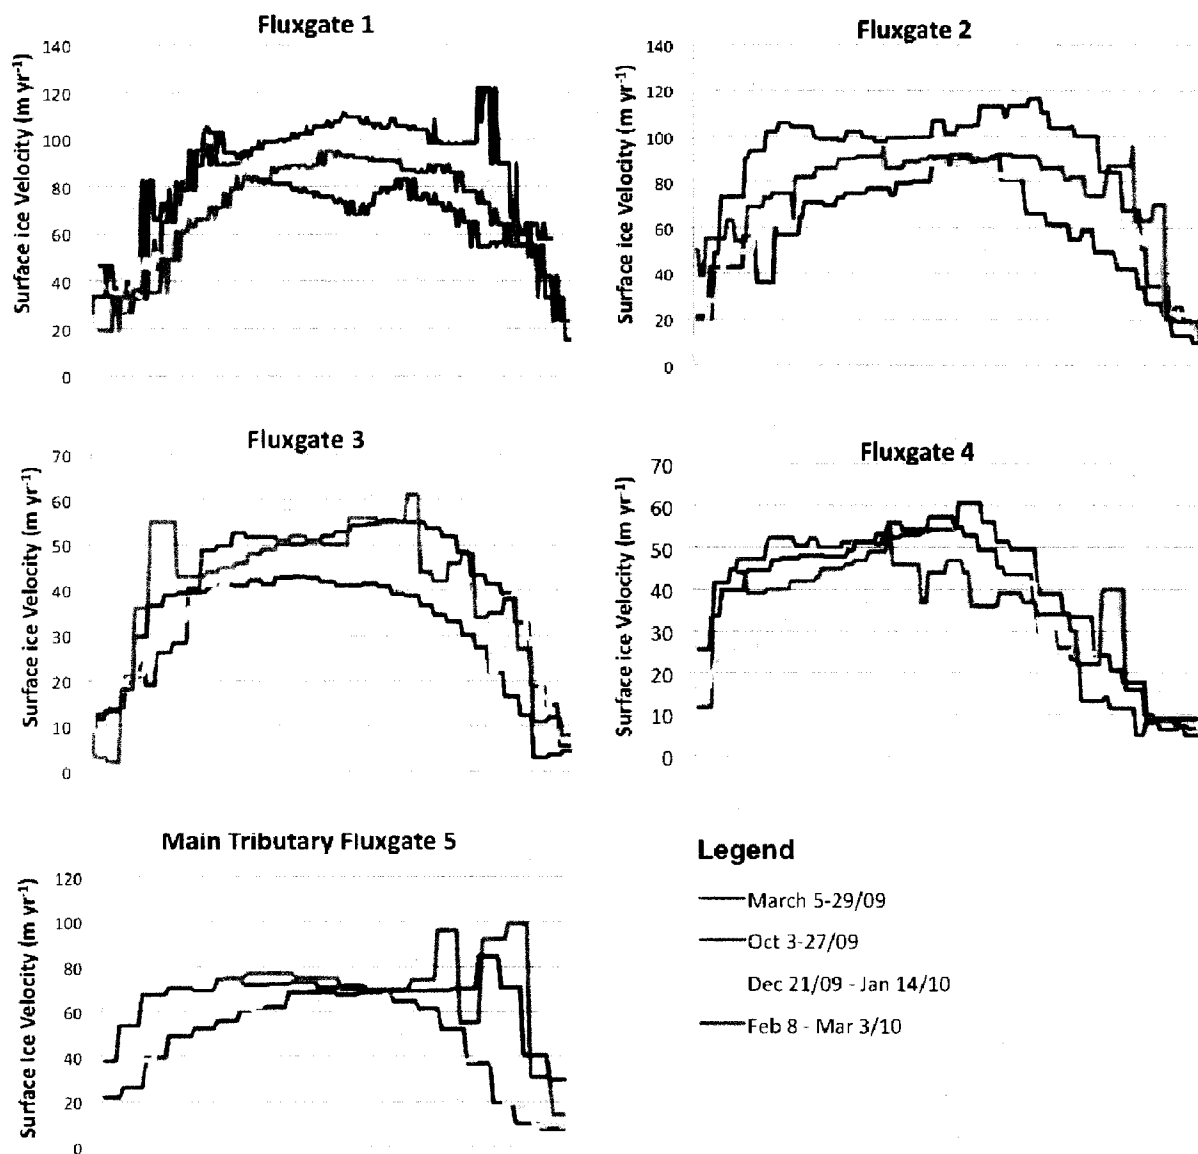 Fluxgate 1
Surface ice Velocity (m yr-1)
140
120
100
80
60
40
20
0
Fluxgate 2
Surface ice Velocity (m yr-1)
140
120
100
80
60
40
20
0
Fluxgate 3
Surface ice Velocity (m yr-1)
70
60
50
40
30
20
10
0
Fluxgate 4
Surface ice Velocity (m yr-1)
70
60
50
40
30
20
10
0
Main Tributary Fluxgate 5
Surface Ice Velocity (m yr-1)
120
100
80
60
40
20
0
Legend
March 5-29/09
Oct 3-27/09
Dec 21/09 - Jan 14/10
Feb 8 - Mar 3/10